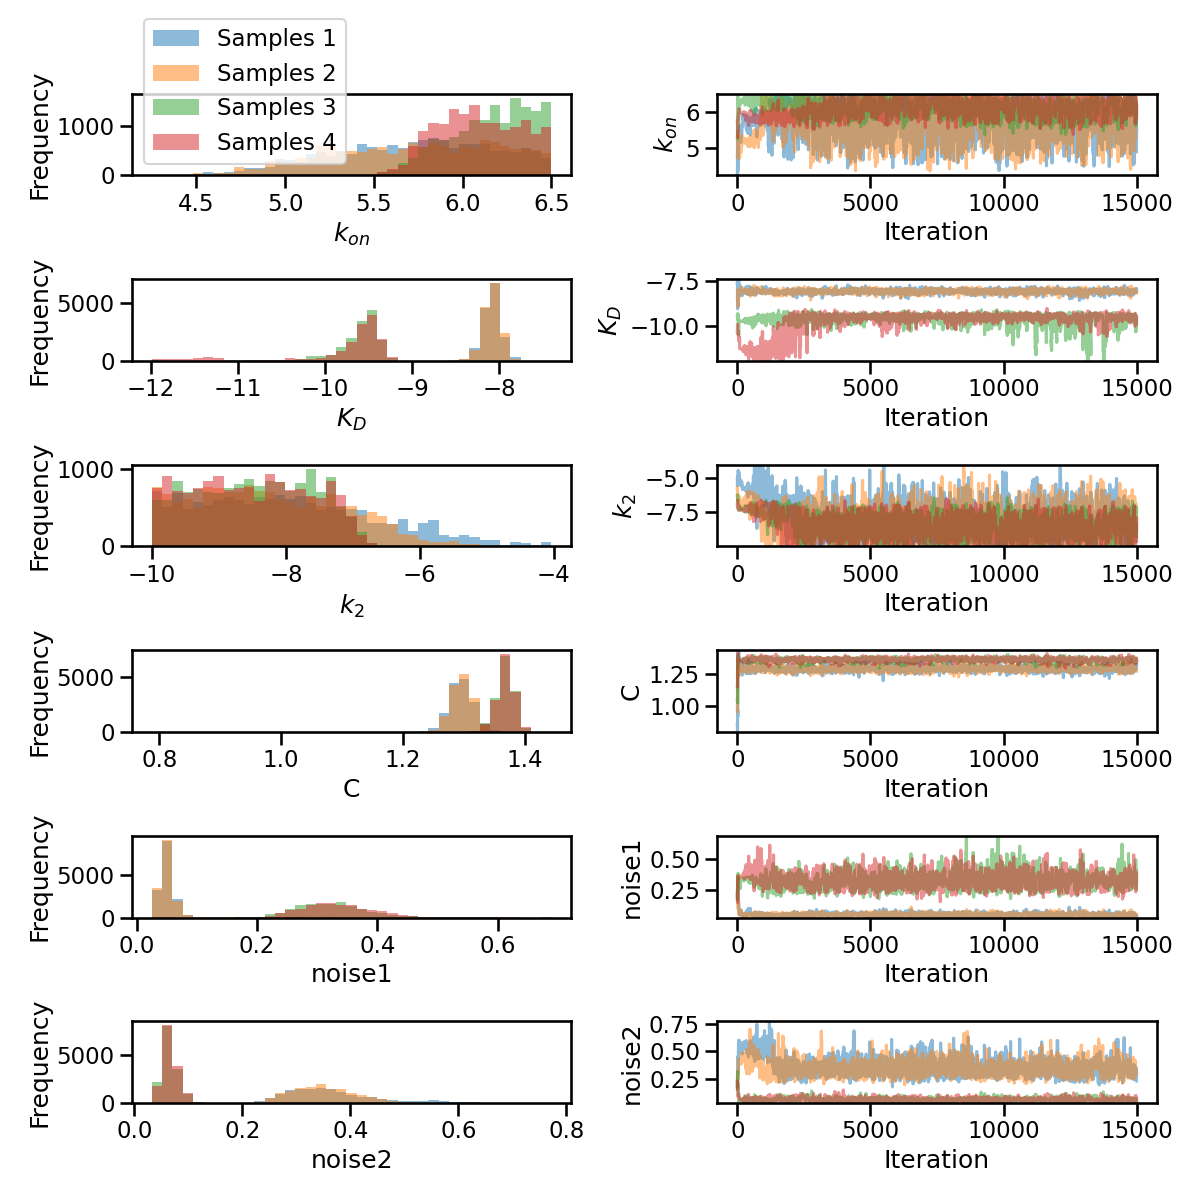 Samples 1
Samples 2
Samples 3
Samples 4
Frequency
1000
0
4.5 5.0 5.5 6.0 6.5
k_on
k_on
6
5
0 5000 10000 15000
Iteration
Frequency
5000
0
−12 −11 −10 −9 −8
K_D
K_D
−7.5
−10.0
0 5000 10000 15000
Iteration
Frequency
1000
0
−10 −8 −6 −4
k_2
k_2
−5.0
−7.5
0 5000 10000 15000
Iteration
Frequency
5000
0
0.8 1.0 1.2 1.4
C
C
1.25
1.00
0 5000 10000 15000
Iteration
Frequency
5000
0
0.0 0.2 0.4 0.6
noise1
noise1
0.50
0.25
0 5000 10000 15000
Iteration
Frequency
5000
0
0.0 0.2 0.4 0.6 0.8
noise2
noise2
0.75
0.50
0.25
0 5000 10000 15000
Iteration